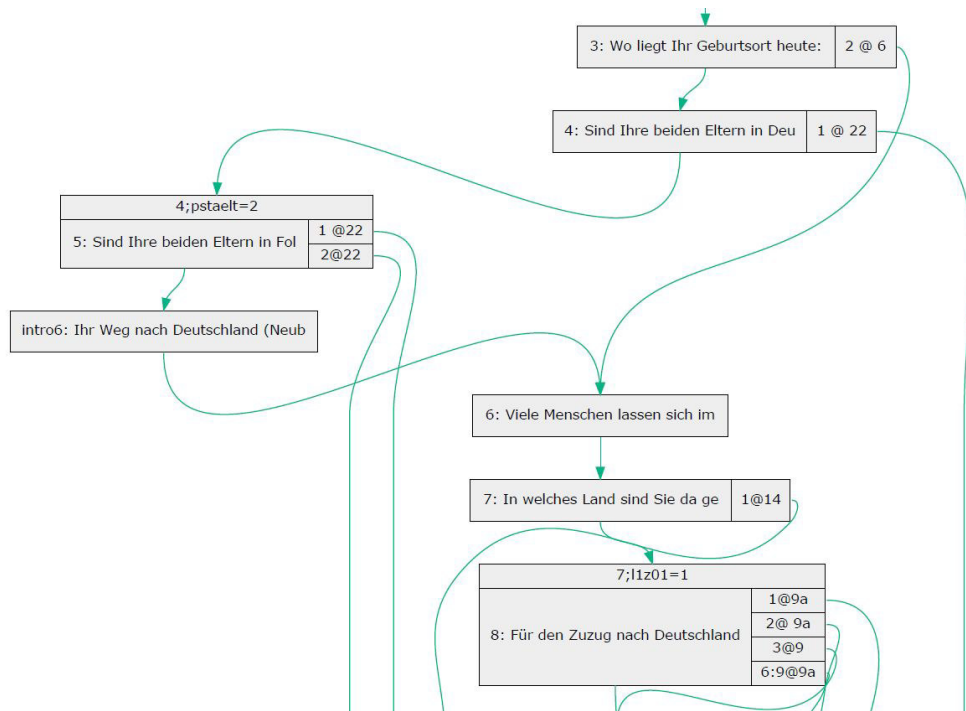 3: Wo liegt Ihr Geburtsort heute: 2 @ 6
4: Sind Ihre beiden Eltern in Deu 1 @ 22
4;pstaelt=2
5: Sind Ihre beiden Eltern in Fol
1 @22
2@22
intro6: Ihr Weg nach Deutschland (Neub
6: Viele Menschen lassen sich im
7: In welches Land sind Sie da ge 1@14
7;l1z01=1
8: Für den Zuzug nach Deutschland
1@9a
2@ 9a
3@9
6:9@9a